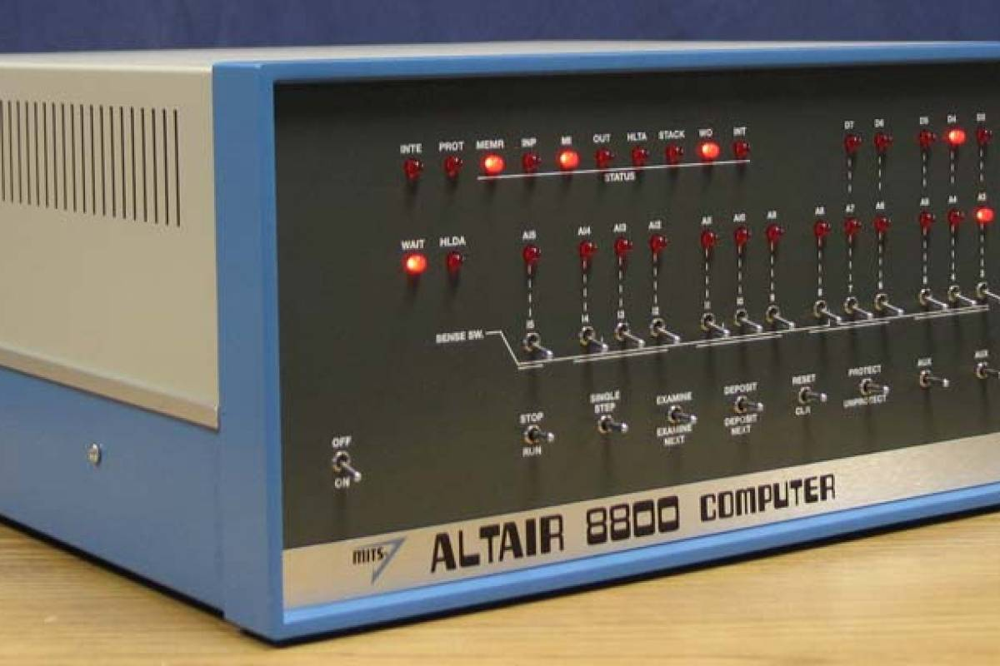 D7 D6 D5 D4 D3
INTE PROT MEMR INP MI OUT HLTA STACK WO INT
STATUS
WAIT HLDA
A15 A14 A13 A12 A11 A10 A9 A8 A7 A6 A5 A4 A3
15 14 13 12 11 10 9 8 7 6 5 4 3
SENSE SW.
OFF
ON
STOP
RUN
SINGLE
STEP
EXAMINE
EXAMINE
NEXT
DEPOSIT
DEPOSIT
NEXT
RESET
CLR
PROTECT
UNPROTECT
AUX
AUX
mits
ALTAIR 8800 COMPUTER